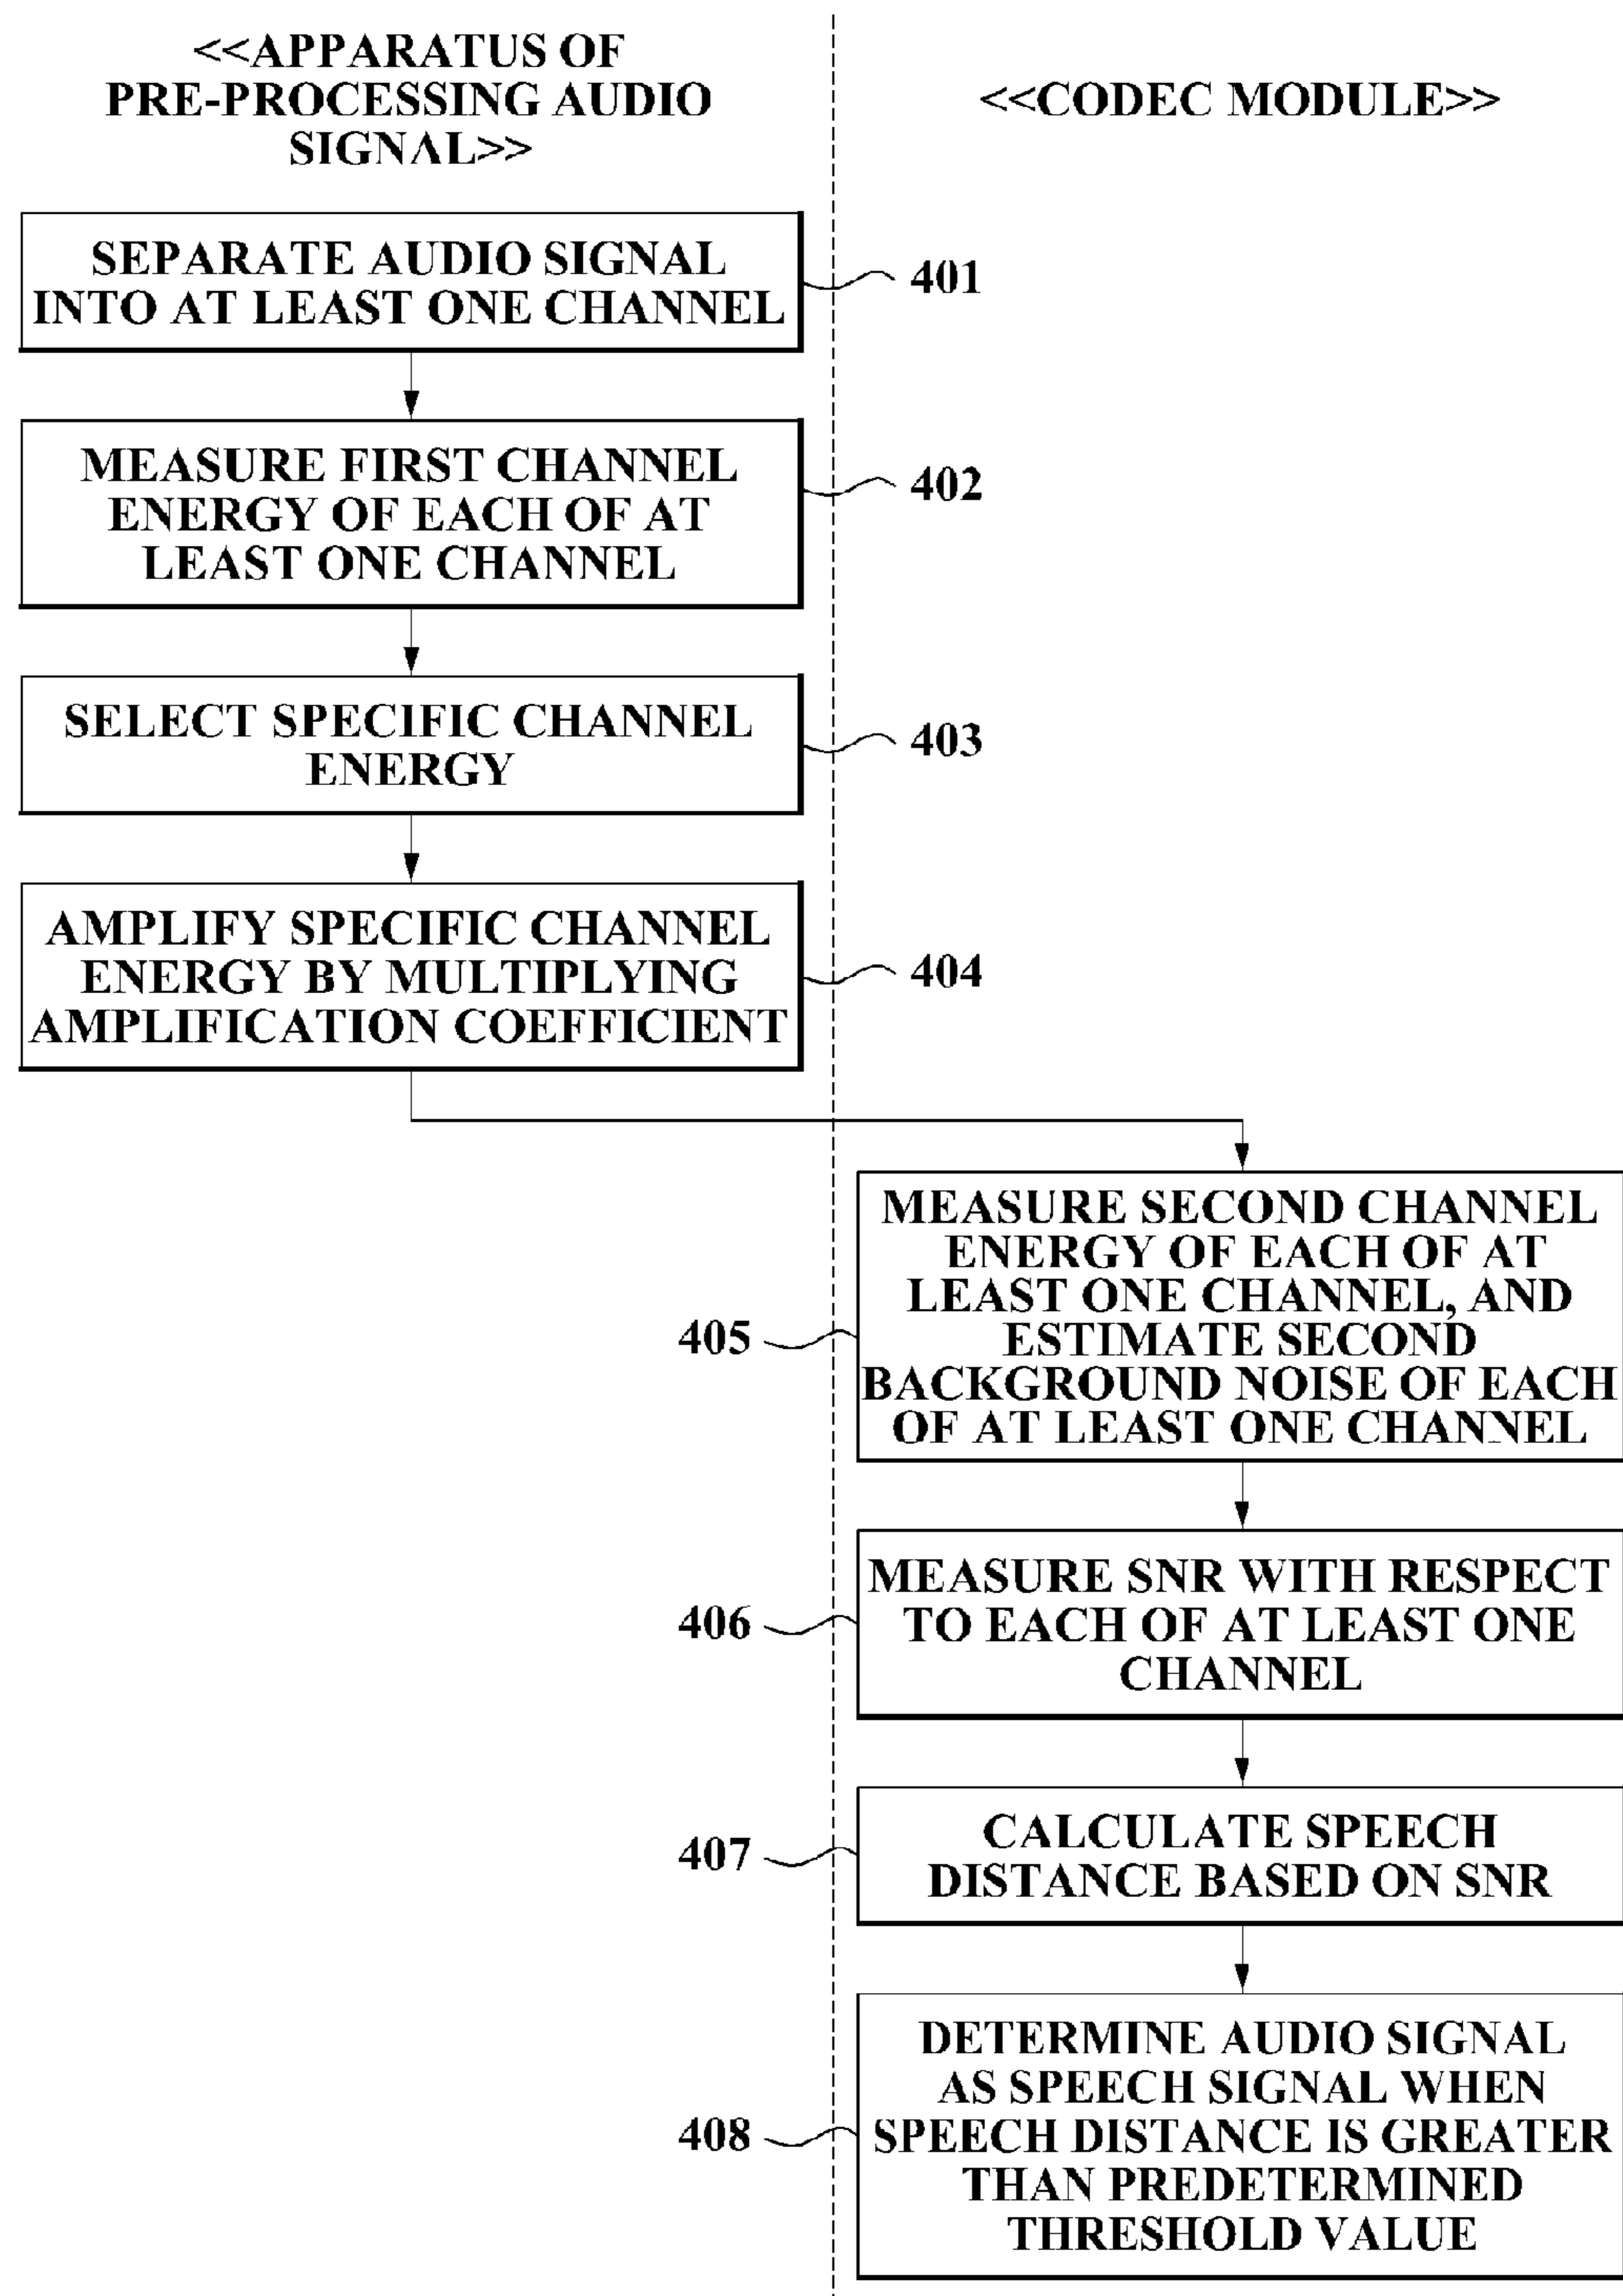 <<APPARATUS OF
PRE-PROCESSING AUDIO
SIGNAL>>
<<CODEC MODULE>>
SEPARATE AUDIO SIGNAL
INTO AT LEAST ONE CHANNEL
401
MEASURE FIRST CHANNEL
ENERGY OF EACH OF AT
LEAST ONE CHANNEL
402
SELECT SPECIFIC CHANNEL
ENERGY
403
AMPLIFY SPECIFIC CHANNEL
ENERGY BY MULTIPLYING
AMPLIFICATION COEFFICIENT
404
MEASURE SECOND CHANNEL
ENERGY OF EACH OF AT
LEAST ONE CHANNEL, AND
ESTIMATE SECOND
BACKGROUND NOISE OF EACH
OF AT LEAST ONE CHANNEL
405
MEASURE SNR WITH RESPECT
TO EACH OF AT LEAST ONE
CHANNEL
406
CALCULATE SPEECH
DISTANCE BASED ON SNR
407
DETERMINE AUDIO SIGNAL
AS SPEECH SIGNAL WHEN
SPEECH DISTANCE IS GREATER
THAN PREDETERMINED
THRESHOLD VALUE
408